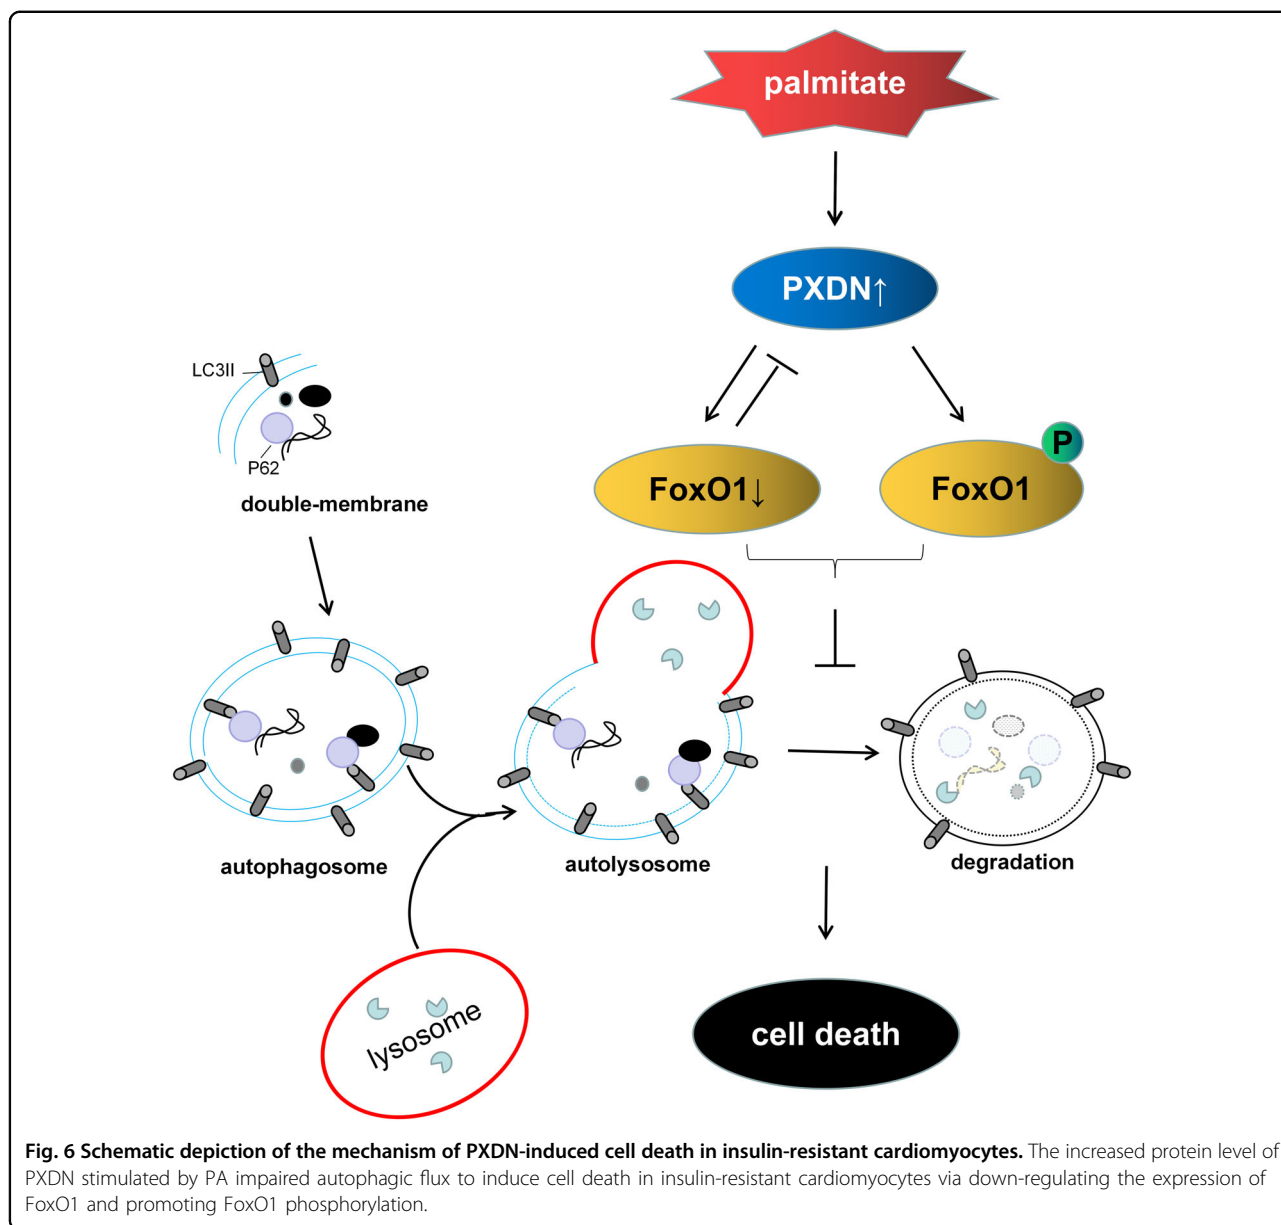 palmitate
PXDN↑
LC3II
P62
double-membrane
FoxO1↓
P
FoxO1
autophagosome
autolysosome
degradation
lysosome
cell death
Fig. 6 Schematic depiction of the mechanism of PXDN-induced cell death in insulin-resistant cardiomyocytes. The increased protein level of
PXDN stimulated by PA impaired autophagic flux to induce cell death in insulin-resistant cardiomyocytes via down-regulating the expression of
FoxO1 and promoting FoxO1 phosphorylation.